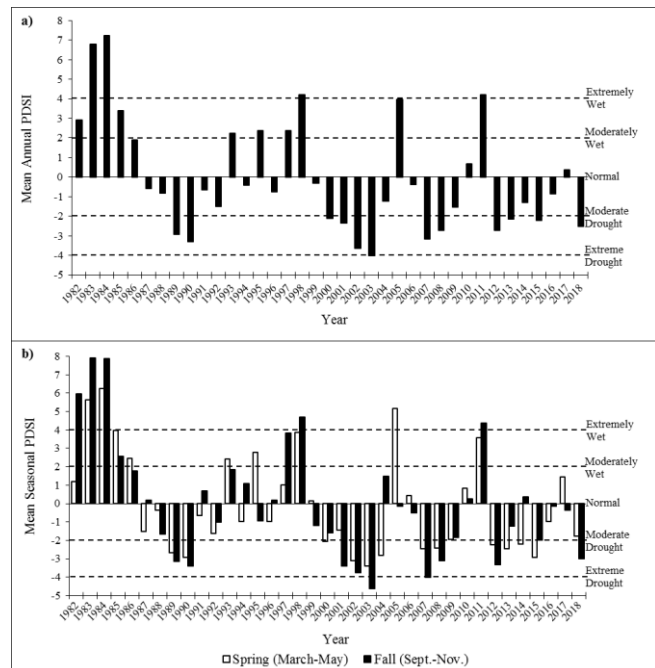 a)
Mean Annual PDSI
8
7
6
5
4
3
2
1
0
-1
-2
-3
-4
-5
Extremely
Wet
Moderately
Wet
Normal
Moderate
Drought
Extreme
Drought
1982 1983 1984 1985 1986 1987 1988 1989 1990 1991 1992 1993 1994 1995 1996 1997 1998 1999 2000 2001 2002 2003 2004 2005 2006 2007 2008 2009 2010 2011 2012 2013 2014 2015 2016 2017 2018
Year
b)
Mean Seasonal PDSI
8
7
6
5
4
3
2
1
0
-1
-2
-3
-4
-5
Extremely
Wet
Moderately
Wet
Normal
Moderate
Drought
Extreme
Drought
1982 1983 1984 1985 1986 1987 1988 1989 1990 1991 1992 1993 1994 1995 1996 1997 1998 1999 2000 2001 2002 2003 2004 2005 2006 2007 2008 2009 2010 2011 2012 2013 2014 2015 2016 2017 2018
Year
Spring (March-May) Fall (Sept.-Nov.)